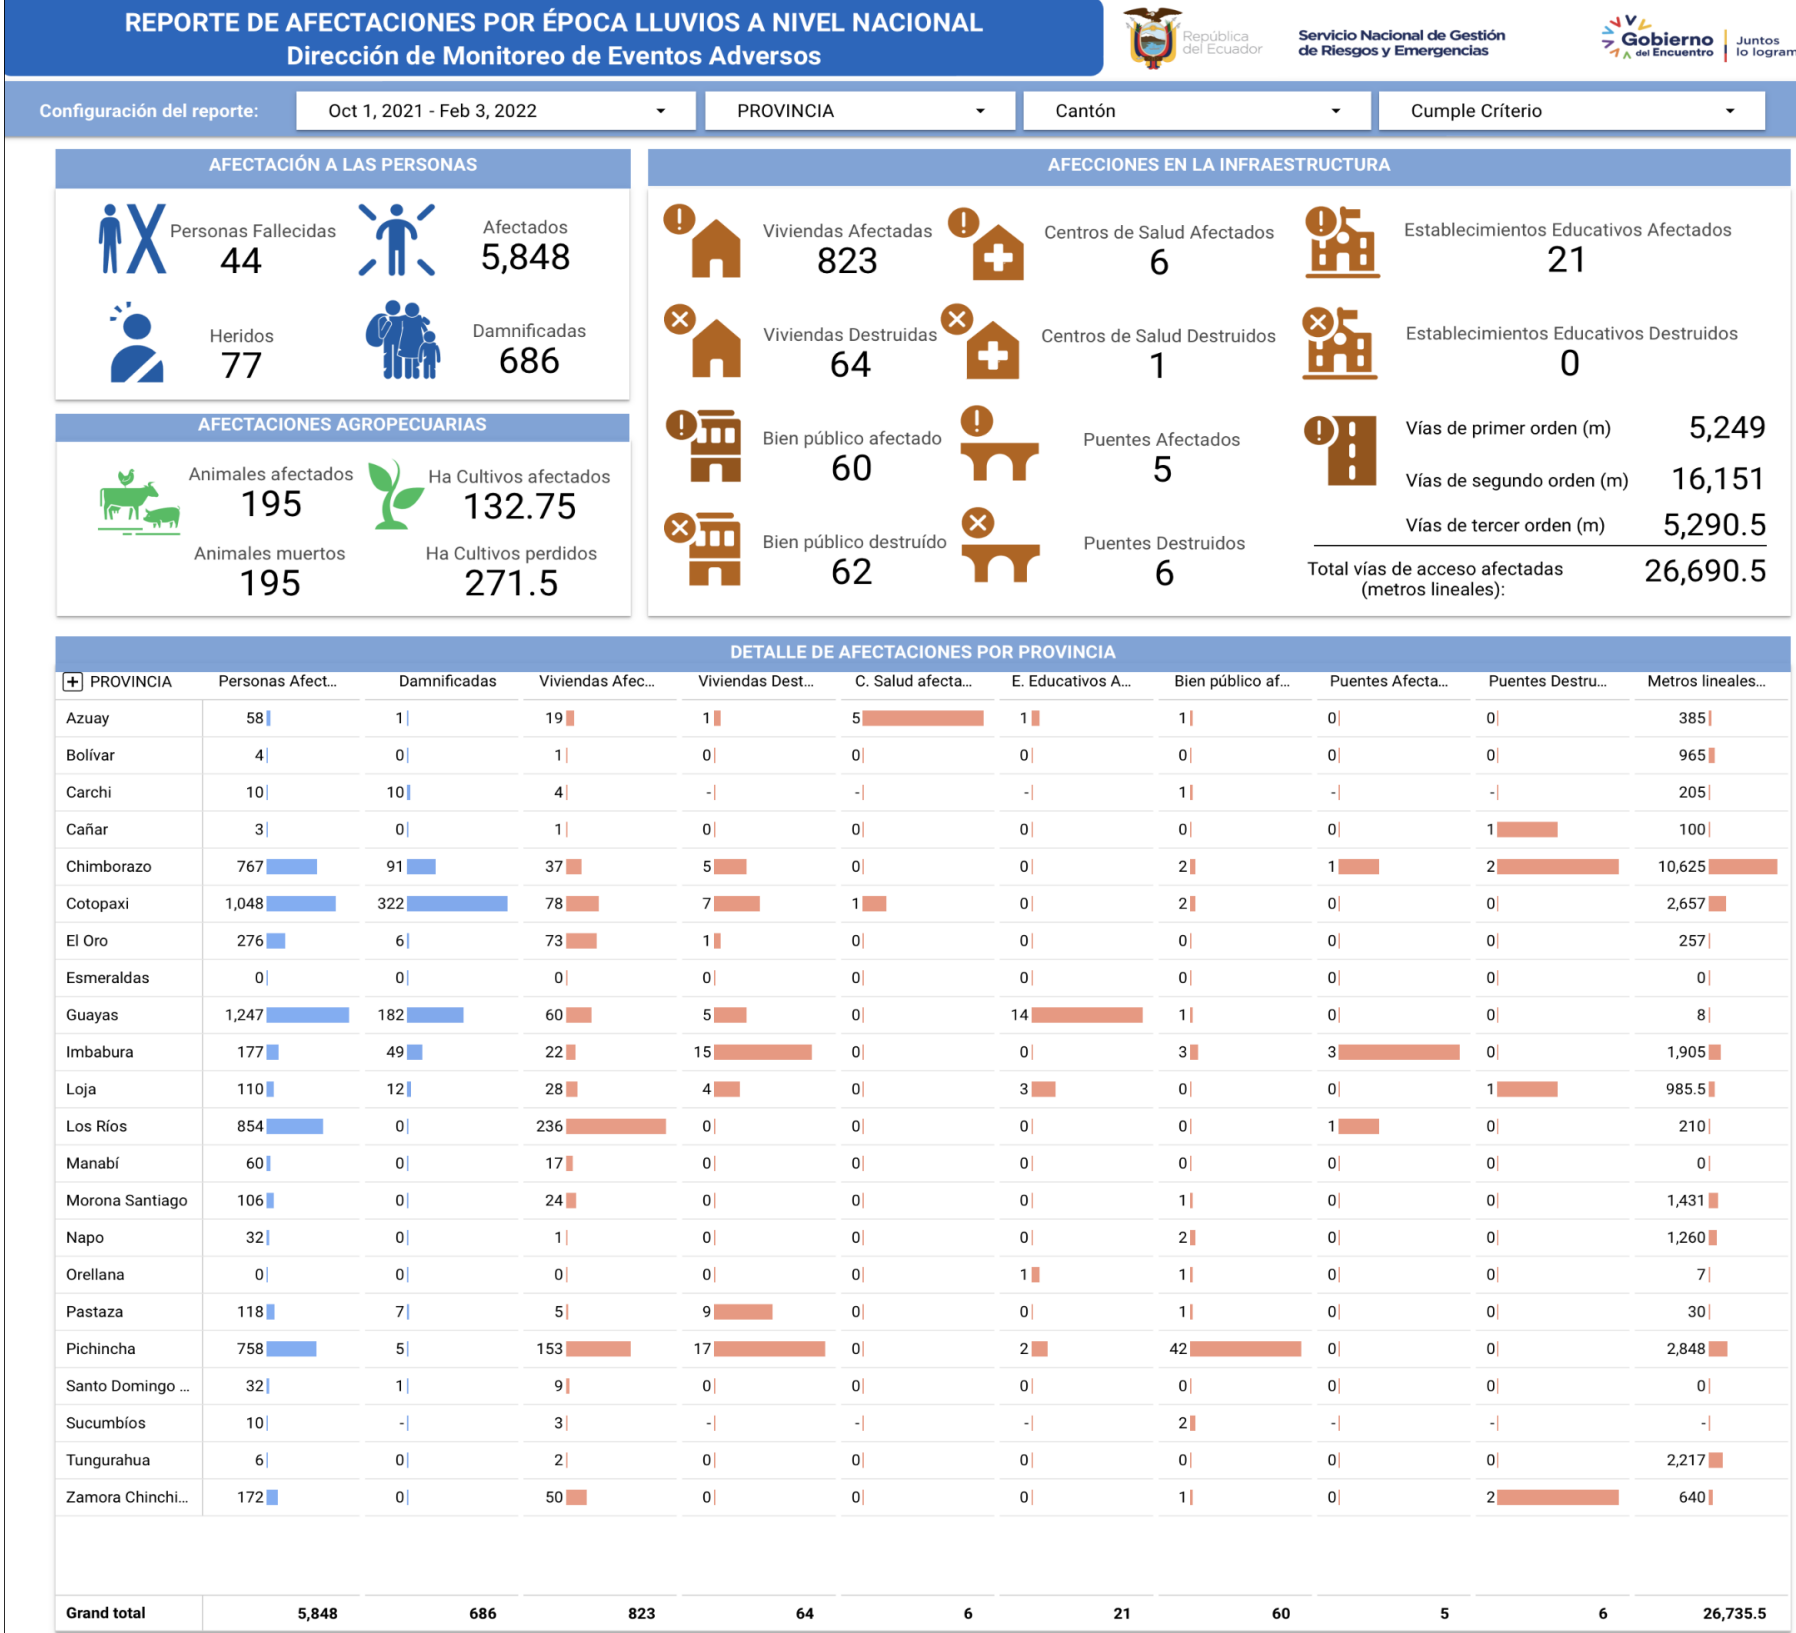 REPORTE DE AFECTACIONES POR ÉPOCA LLUVIOS A NIVEL NACIONAL
Dirección de Monitoreo de Eventos Adversos
República
del Ecuador
Servicio Nacional de Gestión
de Riesgos y Emergencias
Gobierno
del Encuentro
Juntos
lo logram
Configuración del reporte:
Oct 1, 2021 - Feb 3, 2022
PROVINCIA
Cantón
Cumple Críterio
AFECTACIÓN A LAS PERSONAS
Personas Fallecidas
44
Afectados
5,848
Heridos
77
Damnificadas
686
AFECTACIONES AGROPECUARIAS
Animales afectados
195
Ha Cultivos afectados
132.75
Animales muertos
195
Ha Cultivos perdidos
271.5
AFECCIONES EN LA INFRAESTRUCTURA
Viviendas Afectadas
823
Centros de Salud Afectados
6
Establecimientos Educativos Afectados
21
Viviendas Destruidas
64
Centros de Salud Destruidos
1
Establecimientos Educativos Destruidos
0
Bien público afectado
60
Puentes Afectados
5
Bien público destruído
62
Puentes Destruidos
6
Vías de primer orden (m) 5,249
Vías de segundo orden (m) 16,151
Vías de tercer orden (m) 5,290.5
Total vías de acceso afectadas 26,690.5
(metros lineales):
DETALLE DE AFECTACIONES POR PROVINCIA
PROVINCIA Personas Afect... Damnificadas Viviendas Afec... Viviendas Dest... C. Salud afecta... E. Educativos A... Bien público af... Puentes Afecta... Puentes Destru... Metros lineales...
Azuay 58 1 19 1 5 1 1 0 0 385
Bolívar 4 0 1 0 0 0 0 0 0 965
Carchi 10 10 4 - - - 1 - - 205
Cañar 3 0 1 0 0 0 0 0 1 100
Chimborazo 767 91 37 5 0 0 2 1 2 10,625
Cotopaxi 1,048 322 78 7 1 0 2 0 0 2,657
El Oro 276 6 73 1 0 0 0 0 0 257
Esmeraldas 0 0 0 0 0 0 0 0 0 0
Guayas 1,247 182 60 5 0 14 1 0 0 8
Imbabura 177 49 22 15 0 0 3 3 0 1,905
Loja 110 12 28 4 0 3 0 0 1 985.5
Los Ríos 854 0 236 0 0 0 0 1 0 210
Manabí 60 0 17 0 0 0 0 0 0 0
Morona Santiago 106 0 24 0 0 0 1 0 0 1,431
Napo 32 0 1 0 0 0 2 0 0 1,260
Orellana 0 0 0 0 0 1 1 0 0 7
Pastaza 118 7 5 9 0 0 1 0 0 30
Pichincha 758 5 153 17 0 2 42 0 0 2,848
Santo Domingo ... 32 1 9 0 0 0 0 0 0 0
Sucumbíos 10 - 3 - - - 2 - - -
Tungurahua 6 0 2 0 0 0 0 0 0 2,217
Zamora Chinchi... 172 0 50 0 0 0 1 0 2 640
Grand total 5,848 686 823 64 6 21 60 5 6 26,735.5